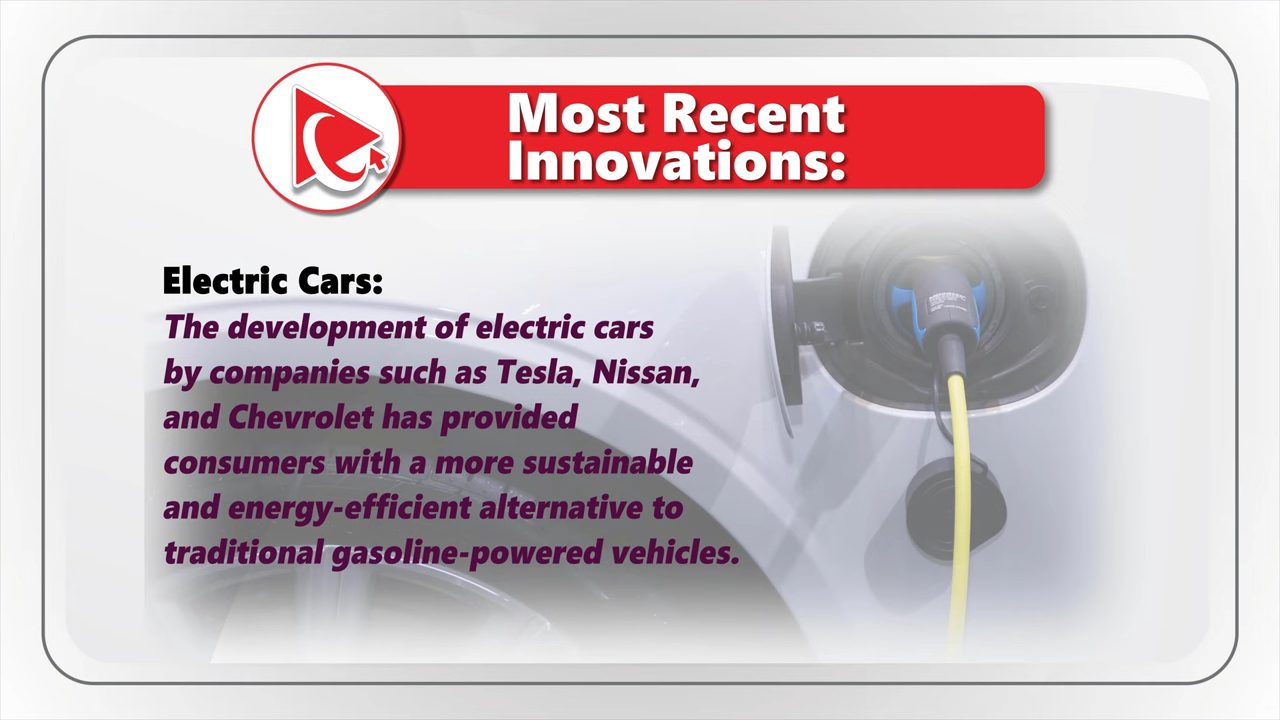 Most Recent
Innovations:
Electric Cars:
The development of electric cars
by companies such as Tesla, Nissan,
and Chevrolet has provided
consumers with a more sustainable
and energy-efficient alternative to
traditional gasoline-powered vehicles.